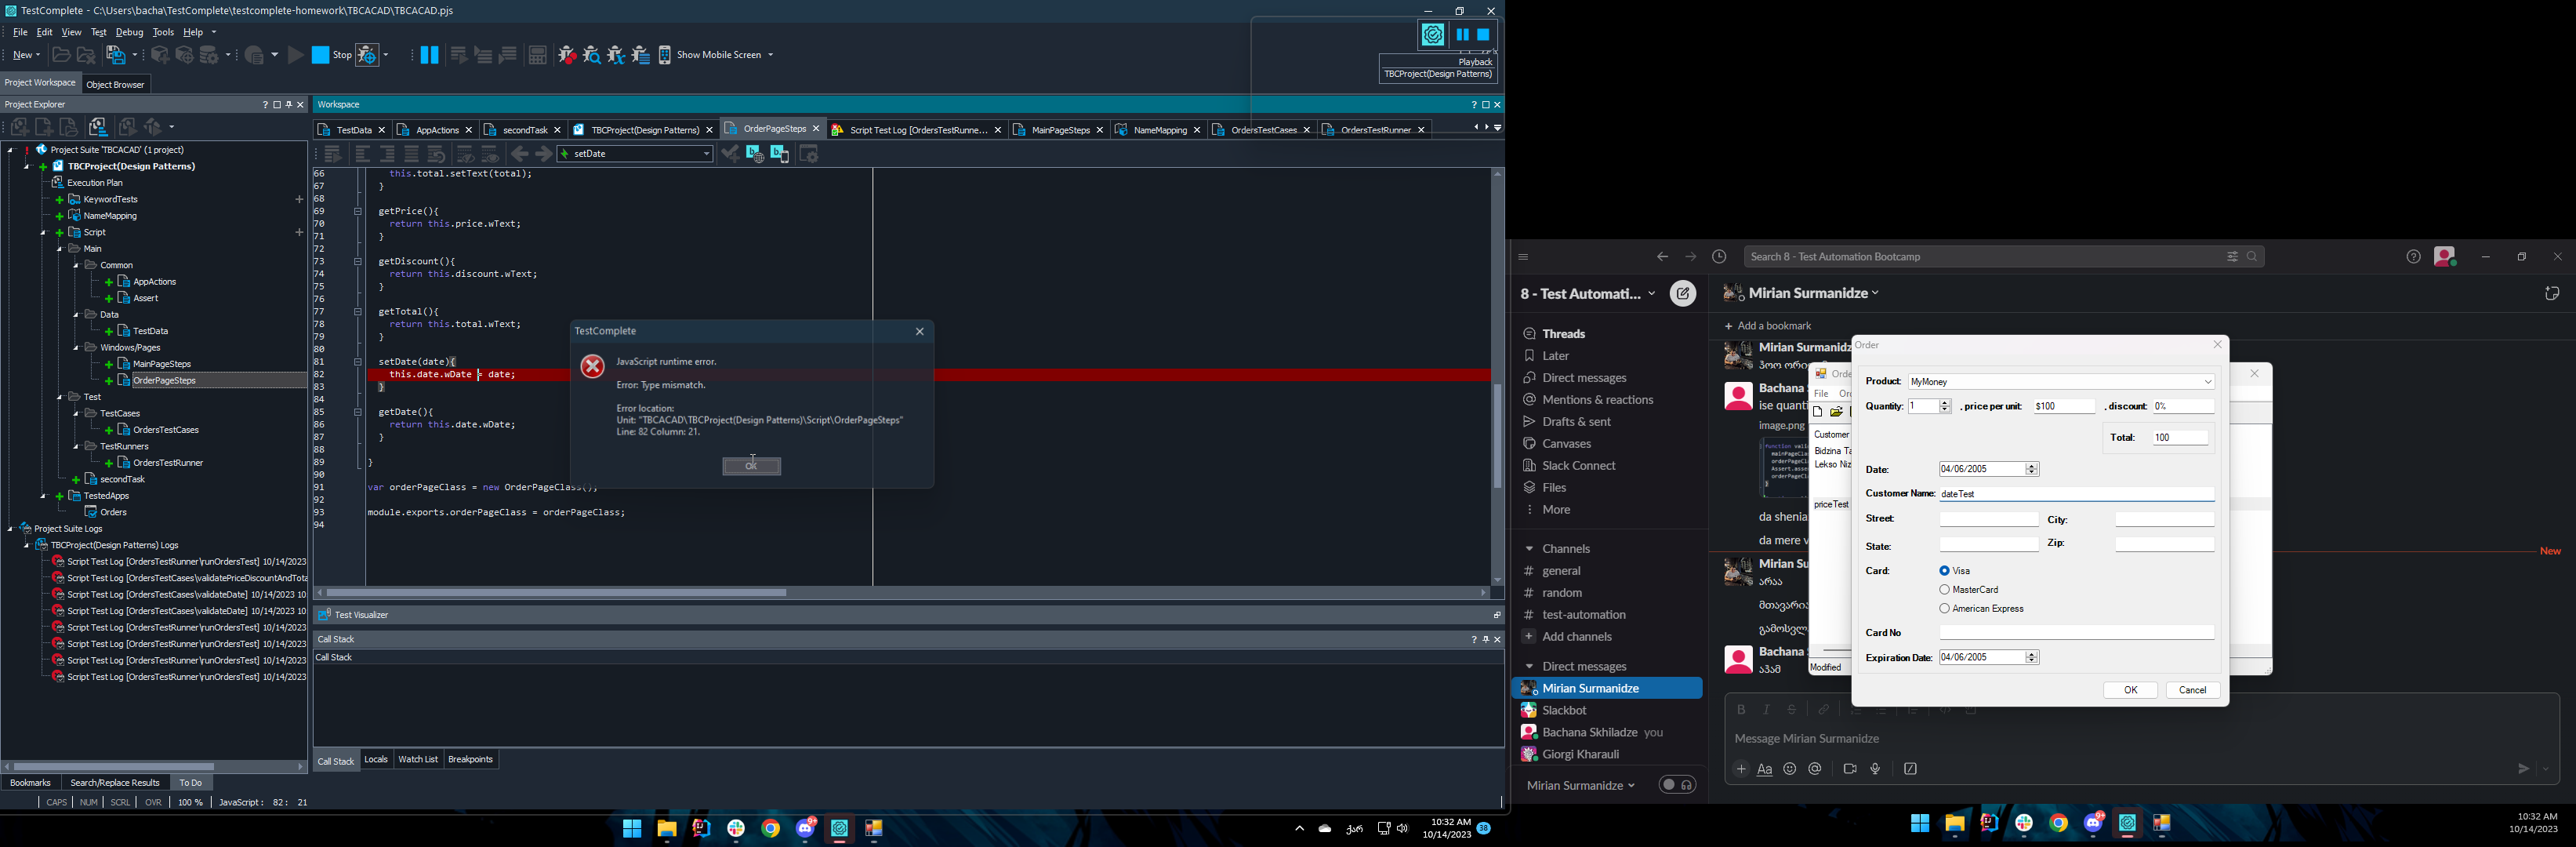 TestComplete - C:\Users\bacha\TestComplete\testcomplete-homework\TBCACAD\TBCACAD.pjs
File Edit View Test Debug Tools Help
New
Stop
Show Mobile Screen
Playback
TBCProject(Design Patterns)
Project Workspace Object Browser
Project Explorer
Project Suite 'TBCACAD' (1 project)
TBCProject(Design Patterns)
Execution Plan
KeywordTests
NameMapping
Script
Main
Common
AppActions
Assert
Data
TestData
Windows/Pages
MainPageSteps
OrderPageSteps
Test
TestCases
OrdersTestCases
TestRunners
OrdersTestRunner
secondTask
TestedApps
Orders
Project Suite Logs
TBCProject(Design Patterns) Logs
Script Test Log [OrdersTestRunner\runOrdersTest] 10/14/2023
Script Test Log [OrdersTestCases\validatePriceDiscountAndTota
Script Test Log [OrdersTestCases\validateDate] 10/14/2023 10
Script Test Log [OrdersTestCases\validateDate] 10/14/2023 10
Script Test Log [OrdersTestRunner\runOrdersTest] 10/14/2023
Script Test Log [OrdersTestRunner\runOrdersTest] 10/14/2023
Script Test Log [OrdersTestRunner\runOrdersTest] 10/14/2023
Script Test Log [OrdersTestRunner\runOrdersTest] 10/14/2023
Bookmarks Search/Replace Results To Do
CAPS NUM SCRL OVR 100 % JavaScript: 82: 21
Workspace
TestData AppActions secondTask TBCProject(Design Patterns) OrderPageSteps Script Test Log [OrdersTestRunne... MainPageSteps NameMapping OrdersTestCases OrdersTestRunner
setDate
66 this.total.setText(total);
67 }
68
69 getPrice(){
70 return this.price.wText;
71 }
72
73 getDiscount(){
74 return this.discount.wText;
75 }
76
77 getTotal(){
78 return this.total.wText;
79 }
80
81 setDate(date){
82 this.date.wDate = date;
83 }
84
85 getDate(){
86 return this.date.wDate;
87 }
88
89 }
90
91 var orderPageClass = new OrderPageClass();
92
93 module.exports.orderPageClass = orderPageClass;
94
TestComplete
JavaScript runtime error.
Error: Type mismatch.
Error location:
Unit: "TBCACAD\TBCProject(Design Patterns)\Script\OrderPageSteps"
Line: 82 Column: 21.
OK
Test Visualizer
Call Stack
Call Stack
Call Stack Locals Watch List Breakpoints
10:32 AM
10/14/2023
38
ქარ
Search 8 - Test Automation Bootcamp
8 - Test Automati...
Threads
Later
Direct messages
Mentions & reactions
Drafts & sent
Canvases
Slack Connect
Files
More
Channels
# general
# random
# test-automation
Add channels
Direct messages
Mirian Surmanidze
Slackbot
Bachana Skhiladze you
Giorgi Kharauli
Mirian Surmanidze
Mirian Surmanidze
Add a bookmark
Mirian Surmanidz
Bachana
ise quanti
image.png
da shenia
da mere v
New
Mirian Su
არაა
Bachana
აჰამ
Message Mirian Surmanidze
File
Customer
Lekso Niz
priceTest
Modified
Order
Product: MyMoney
Quantity: 1 , price per unit: $100 , discount: 0%
Total: 100
Date: 04/06/2005
Customer Name: dateTest
Street: City:
State: Zip:
Card: Visa
MasterCard
American Express
Card No
Expiration Date: 04/06/2005
OK Cancel
10:32 AM
10/14/2023